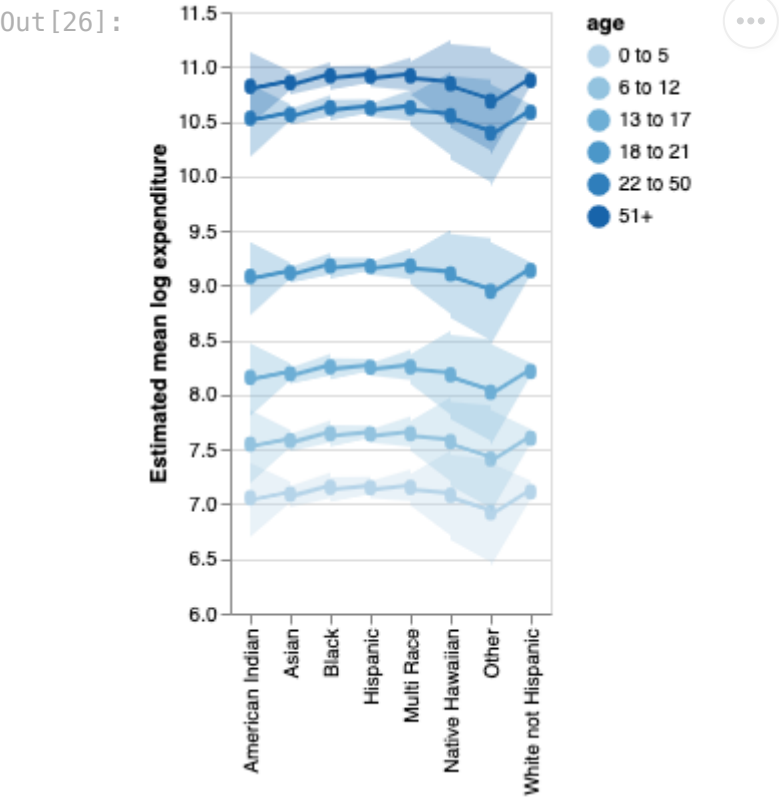 Out[26]:
11.5
11.0
10.5
10.0
9.5
9.0
8.5
8.0
7.5
7.0
6.5
6.0
Estimated mean log expenditure
American Indian
Asian
Black
Hispanic
Multi Race
Native Hawaiian
Other
White not Hispanic
age
0 to 5
6 to 12
13 to 17
18 to 21
22 to 50
51+